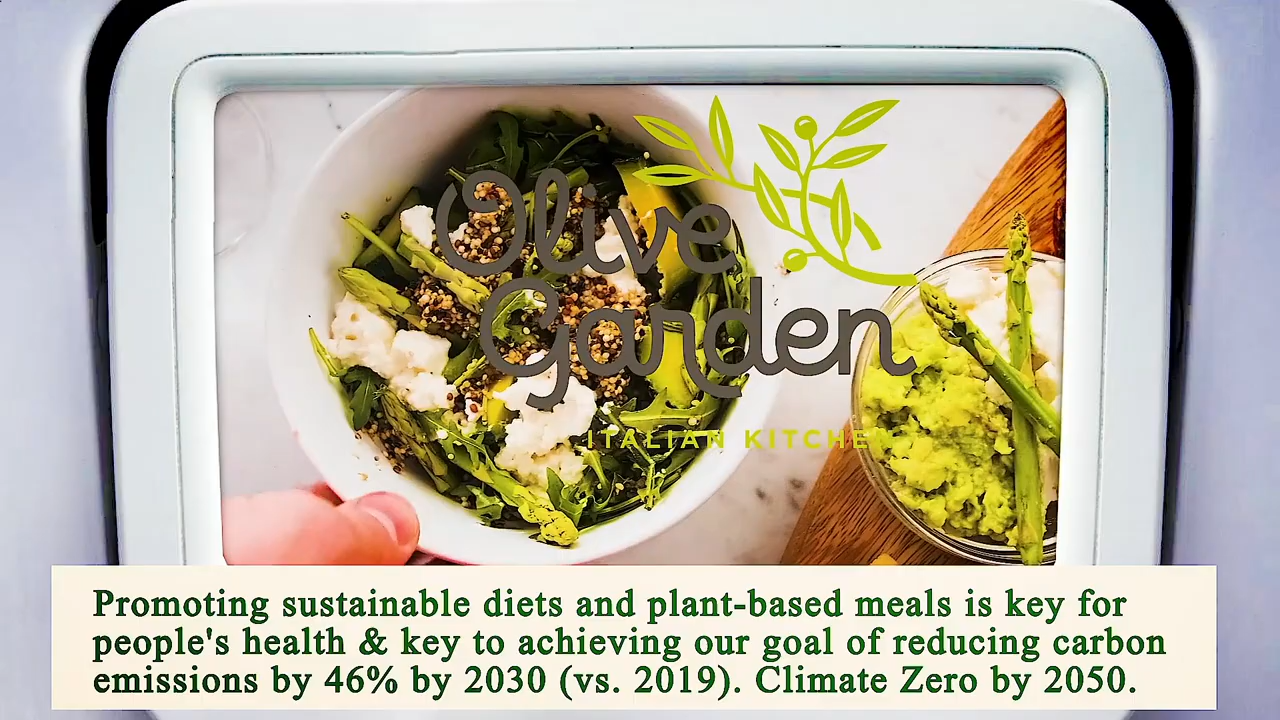 Olive
Garden
ITALIAN KITCHEN
Promoting sustainable diets and plant-based meals is key for
people's health & key to achieving our goal of reducing carbon
emissions by 46% by 2030 (vs. 2019). Climate Zero by 2050.